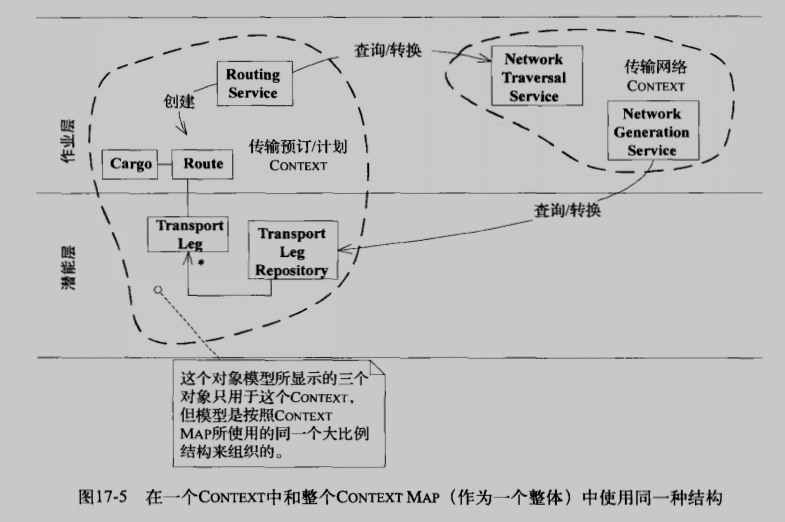 查询/转换
Routing
Service
Network
Traversal
Service
传输网络
CONTEXT
创建
Network
Generation
Service
作业层
传输预订/计划
CONTEXT
Cargo
Route
查询/转换
Transport
Leg
Transport
Leg
Repository
*
潜能层
这个对象模型所显示的三个
对象只用于这个CONTEXT，
但模型是按照CONTEXT
MAP所使用的同一个大比例
结构来组织的。
图17-5 在一个CONTEXT中和整个CONTEXT MAP（作为一个整体）中使用同一种结构